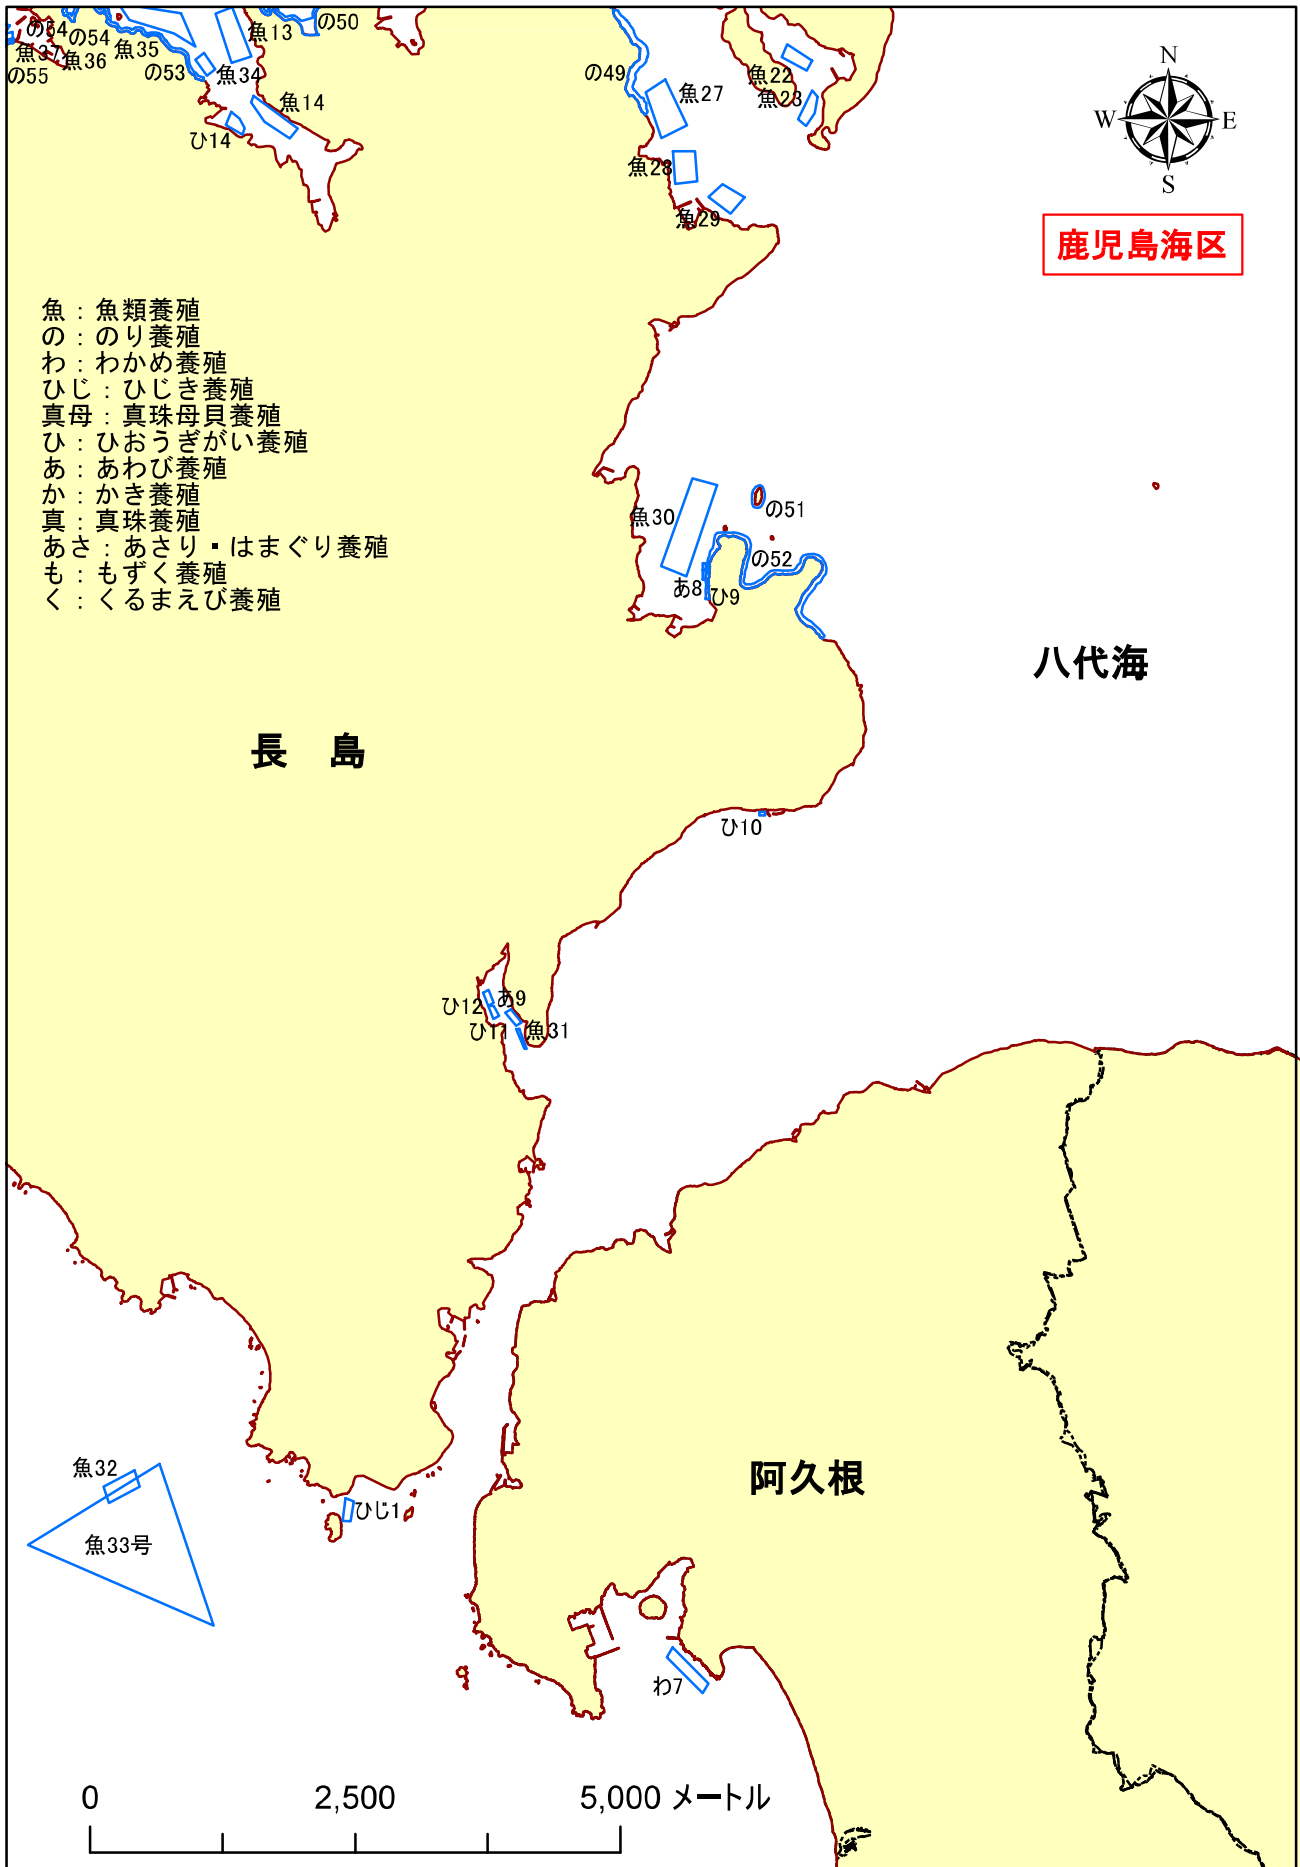 の54
の54
魚37
魚36
魚35
の55
の53
魚34
魚13
の50
魚14
ひ14
の49
魚27
魚22
魚23
魚28
魚29
N
W
E
S
鹿児島海区
魚：魚類養殖
の：のり養殖
わ：わかめ養殖
ひじ：ひじき養殖
真母：真珠母貝養殖
ひ：ひおうぎがい養殖
あ：あわび養殖
か：かき養殖
真：真珠養殖
あさ：あさり・はまぐり養殖
も：もずく養殖
く：くるまえび養殖
魚30
の51
の52
あ8
ひ9
八代海
長 島
ひ10
ひ12
あ9
ひ11
魚31
魚32
魚33号
ひじ1
阿久根
わ7
0 2,500 5,000 メートル